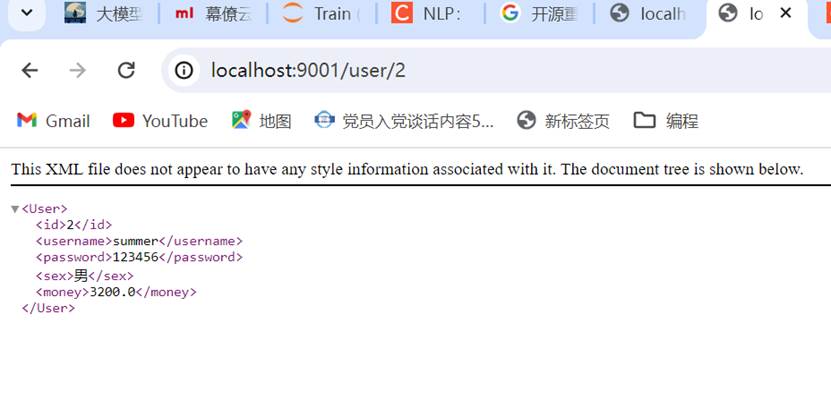 大模型 ml 幕僚云 Train ( C NLP: G 开源重 localh lo
localhost:9001/user/2
Gmail YouTube 地图 党员入党谈话内容5... 新标签页 编程
This XML file does not appear to have any style information associated with it. The document tree is shown below.
▼<User>
<id>2</id>
<username>summer</username>
<password>123456</password>
<sex>男</sex>
<money>3200.0</money>
</User>